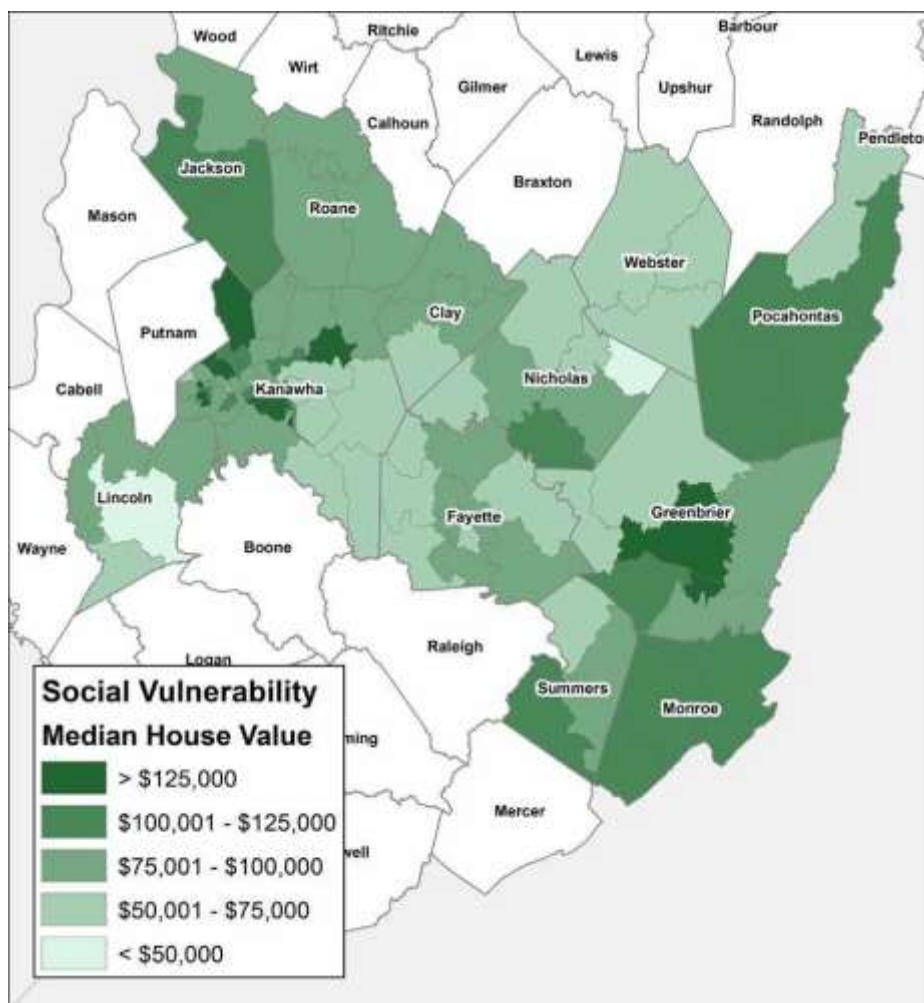 Wood
Ritchie
Barbour
Wirt
Lewis
Gilmer
Upshur
Calhoun
Randolph
Pendleton
Jackson
Braxton
Roane
Mason
Webster
Clay
Pocahontas
Putnam
Nicholas
Cabell
Kanawha
Lincoln
Greenbrier
Fayette
Wayne
Boone
Raleigh
Logan
Summers
Monroe
ming
Mercer
well
Social Vulnerability
Median House Value
> $125,000
$100,001 - $125,000
$75,001 - $100,000
$50,001 - $75,000
< $50,000